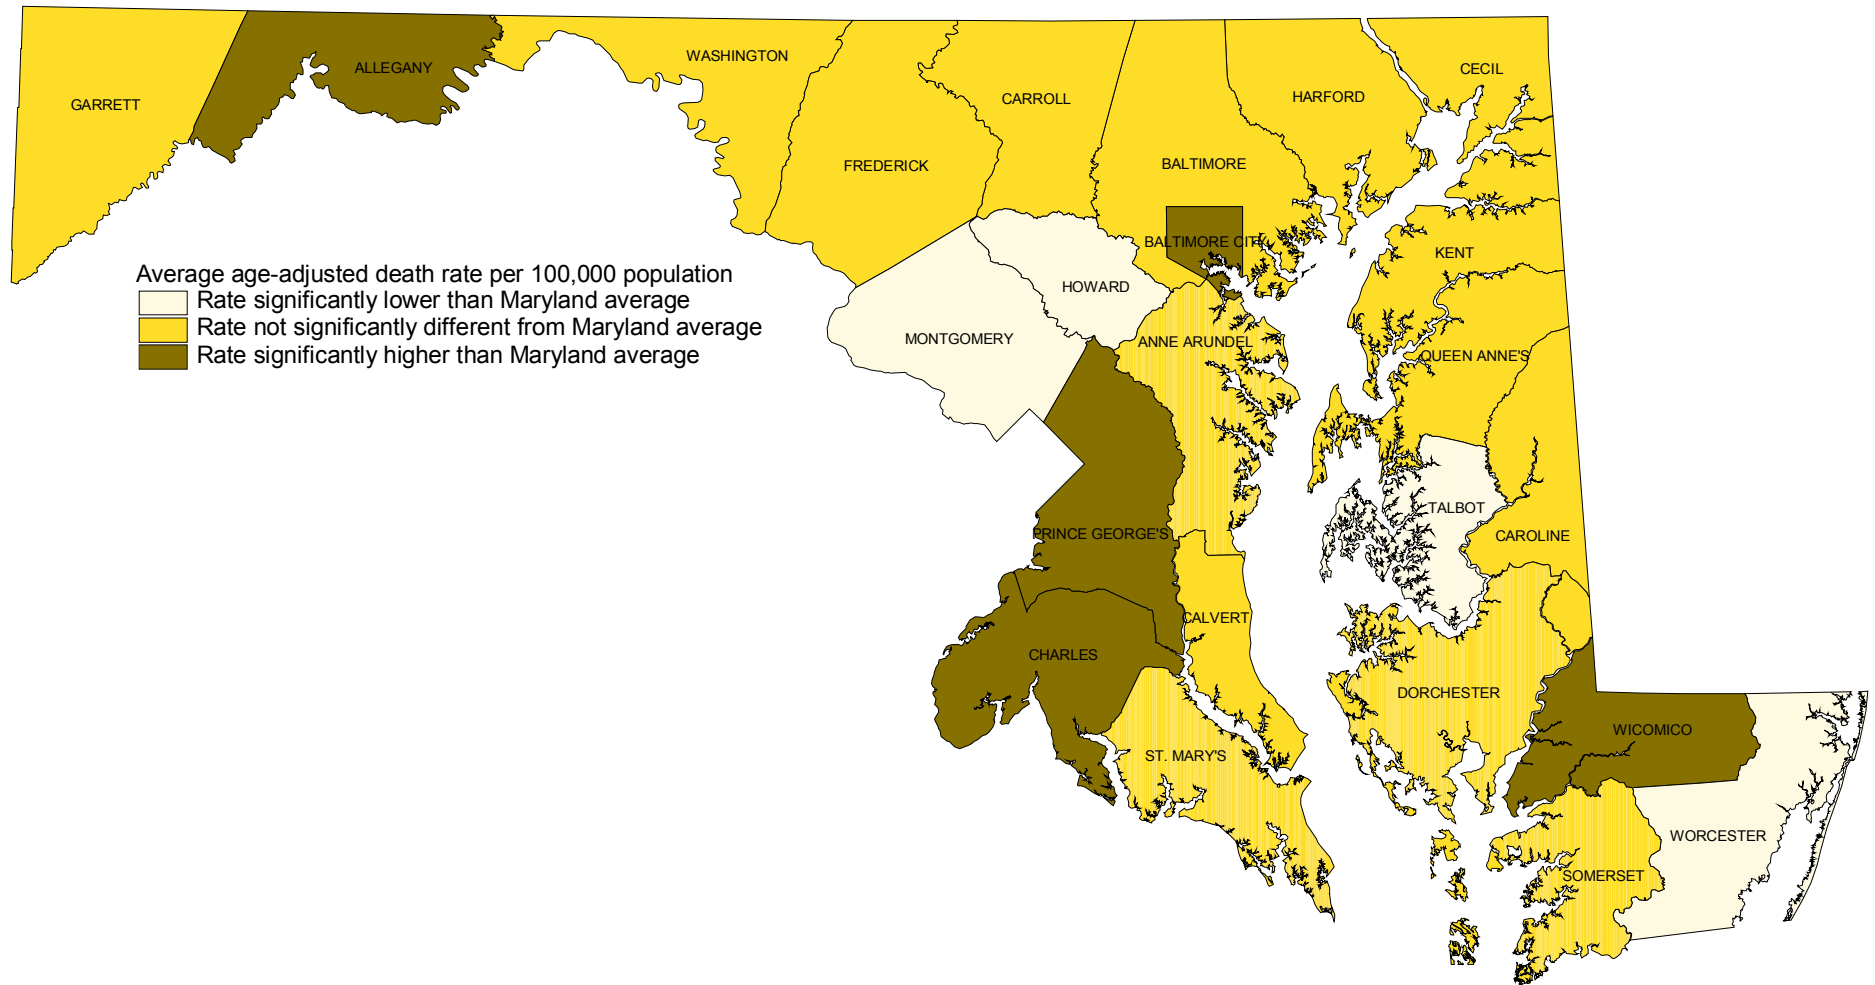 WASHINGTON
ALLEGANY
CECIL
GARRETT
CARROLL
HARFORD
FREDERICK
BALTIMORE
BALTIMORE CITY
KENT
Average age-adjusted death rate per 100,000 population
Rate significantly lower than Maryland average
Rate not significantly different from Maryland average
Rate significantly higher than Maryland average
HOWARD
MONTGOMERY
ANNE ARUNDEL
QUEEN ANNE'S
TALBOT
PRINCE GEORGE'S
CAROLINE
CALVERT
CHARLES
DORCHESTER
WICOMICO
ST. MARY'S
WORCESTER
SOMERSET